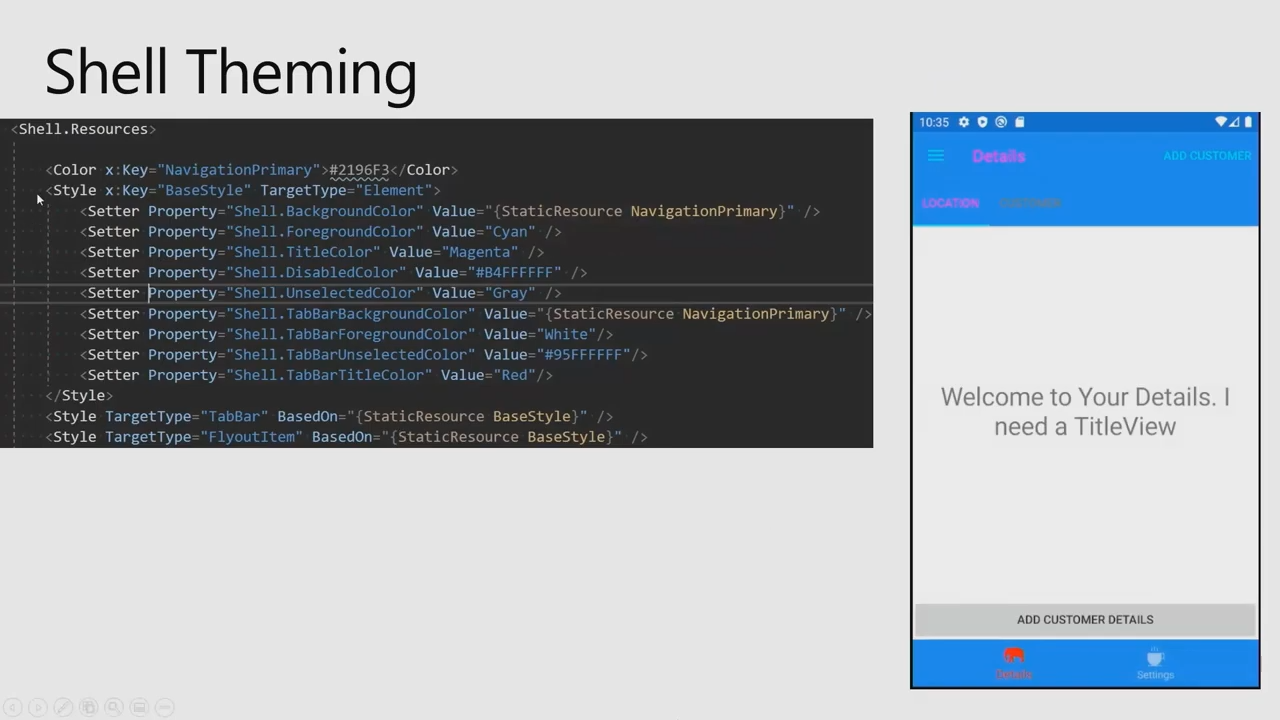 Shell Theming
<Shell.Resources>
<Color x:Key="NavigationPrimary">#2196F3</Color>
<Style x:Key="BaseStyle" TargetType="Element">
<Setter Property="Shell.BackgroundColor" Value="{StaticResource NavigationPrimary}" />
<Setter Property="Shell.ForegroundColor" Value="Cyan" />
<Setter Property="Shell.TitleColor" Value="Magenta" />
<Setter Property="Shell.DisabledColor" Value="#B4FFFFFF" />
<Setter Property="Shell.UnselectedColor" Value="Gray" />
<Setter Property="Shell.TabBarBackgroundColor" Value="{StaticResource NavigationPrimary}" />
<Setter Property="Shell.TabBarForegroundColor" Value="White"/>
<Setter Property="Shell.TabBarUnselectedColor" Value="#95FFFFFF"/>
<Setter Property="Shell.TabBarTitleColor" Value="Red"/>
</Style>
<Style TargetType="TabBar" BasedOn="{StaticResource BaseStyle}" />
<Style TargetType="FlyoutItem" BasedOn="{StaticResource BaseStyle}" />
10:35
Details ADD CUSTOMER
LOCATION CUSTOMER
Welcome to Your Details. I
need a TitleView
ADD CUSTOMER DETAILS
Details Settings